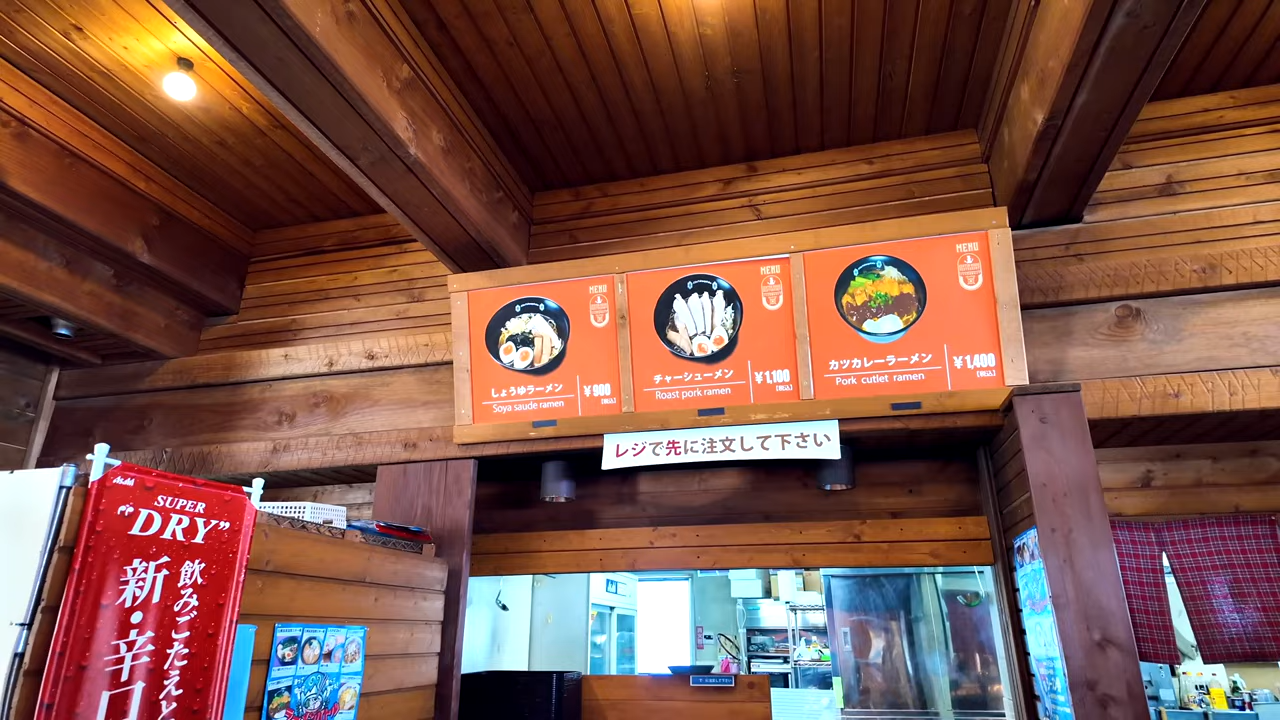 MENU
しょうゆラーメン
Soya saude ramen
¥900
(税込)
MENU
チャーシューメン
Roast pork ramen
¥1,100
(税込)
MENU
カツカレーラーメン
Pork cutlet ramen
¥1,400
(税込)
レジで先に注文して下さい
Asahi
SUPER
"DRY"
飲みごたえと
新・辛口